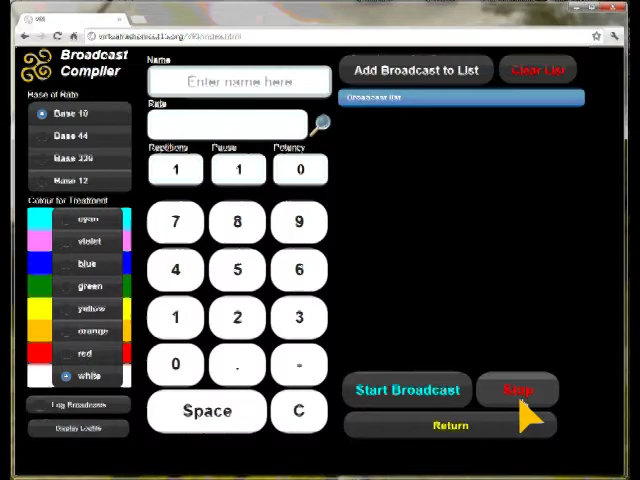 Broadcast
Compiler
Base of Rate
Base 10
Base 44
Base 12
Colour for Treatment
cyan
violet
blue
green
yellow
orange
red
white
Log Broadcasts
Name
Enter name here
Rate
Pause
Potency
1
1
0
7
8
9
4
5
6
1
2
3
0
.
-
Space
C
Add Broadcast to List
Clear List
Broadcast list
Start Broadcast
Stop
Return